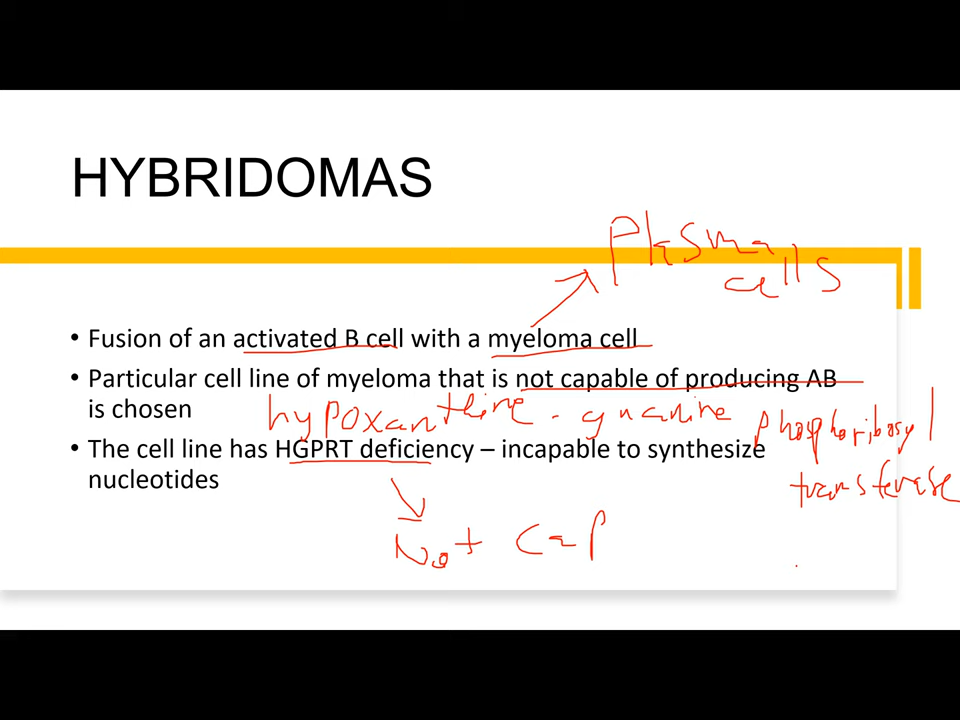 HYBRIDOMAS
Plasma
cells
• Fusion of an activated B cell with a myeloma cell
• Particular cell line of myeloma that is not capable of producing AB
is chosen
hypoxanthine - guanine phosphoribosyl
transferase
• The cell line has HGPRT deficiency – incapable to synthesize
nucleotides
Not cap